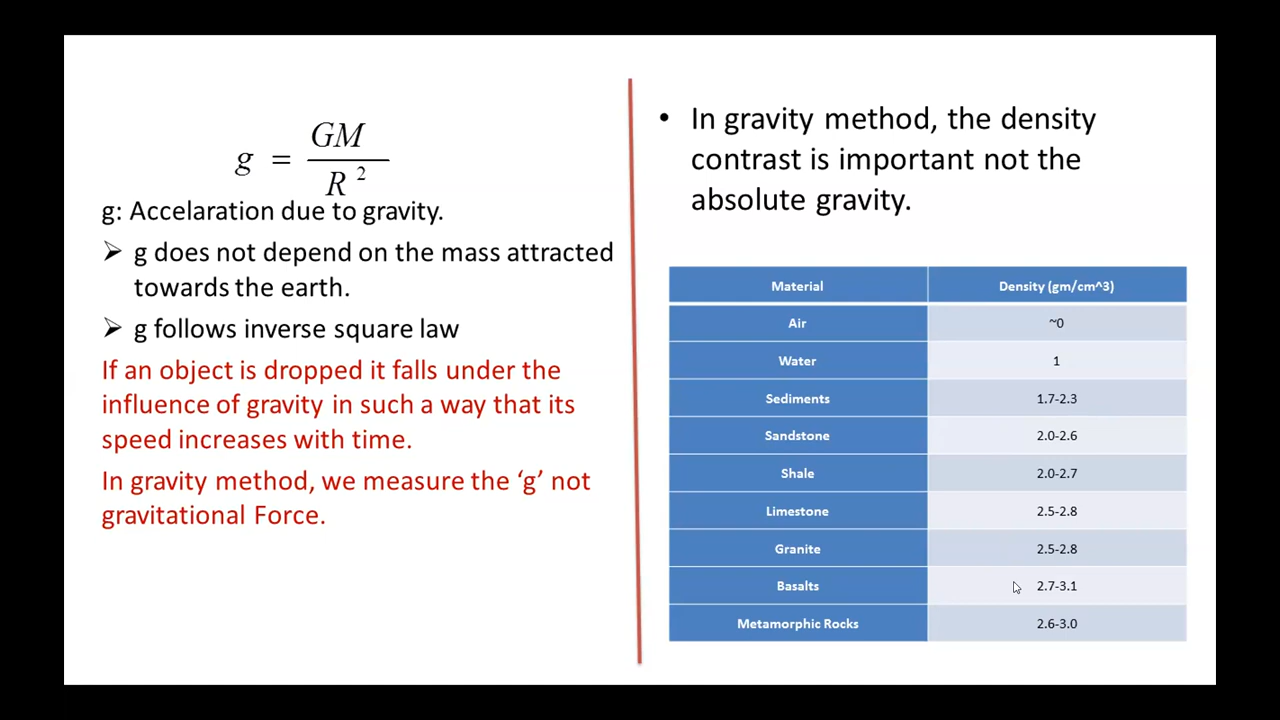 g = GM / R ²
g: Accelaration due to gravity.
➢ g does not depend on the mass attracted
towards the earth.
➢ g follows inverse square law
If an object is dropped it falls under the
influence of gravity in such a way that its
speed increases with time.
In gravity method, we measure the ‘g’ not
gravitational Force.
• In gravity method, the density
contrast is important not the
absolute gravity.
Material Density (gm/cm^3)
Air ~0
Water 1
Sediments 1.7-2.3
Sandstone 2.0-2.6
Shale 2.0-2.7
Limestone 2.5-2.8
Granite 2.5-2.8
Basalts 2.7-3.1
Metamorphic Rocks 2.6-3.0